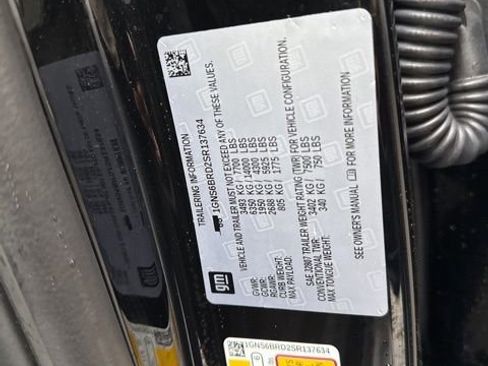 TRAILERING INFORMATION
1GNS6BRD2SR137634
VEHICLE AND TRAILER MUST NOT EXCEED ANY OF THESE VALUES.
GVWR: 3493 KG / 7700 LBS
GCWR: 6350 KG / 14000 LBS
RGAWR: 1950 KG / 4300 LBS
CURB WEIGHT: 2688 KG / 5925 LBS
MAX PAYLOAD: 805 KG / 1775 LBS
SAE J2807 TRAILER WEIGHT RATING (TWR) FOR VEHICLE CONFIGURATION.
CONVENTIONAL TWR: 3402 KG / 7500 LBS
MAX TONGUE WEIGHT: 340 KG / 750 LBS
SEE OWNER'S MANUAL FOR MORE INFORMATION
gm
1GNS6BRD2SR137634